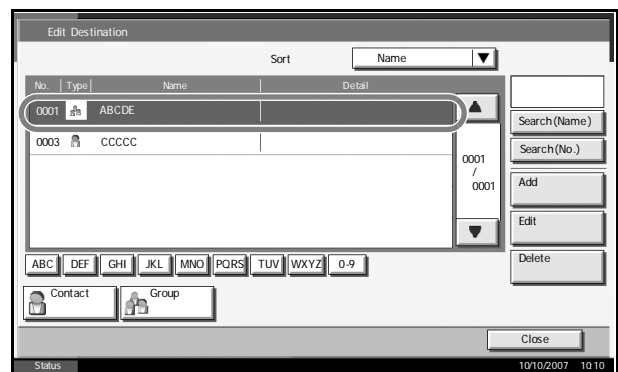 Edit Destination
Sort Name
No. Type Name Detail
0001 ABCDE
Search(Name)
0003 CCCCC
Search(No.)
0001
/
0001
Add
Edit
ABC DEF GHI JKL MNO PQRS TUV WXYZ 0-9
Delete
Contact Group
Close
Status 10/10/2007 10:10